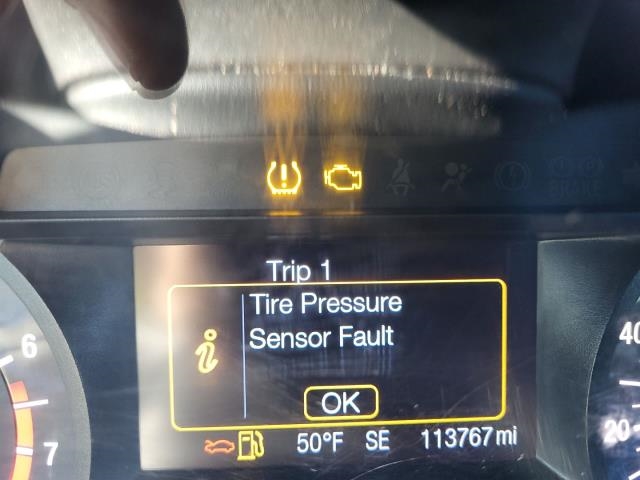 Trip 1
Tire Pressure
Sensor Fault
OK
50°F SE 113767 mi
6
7
40
20